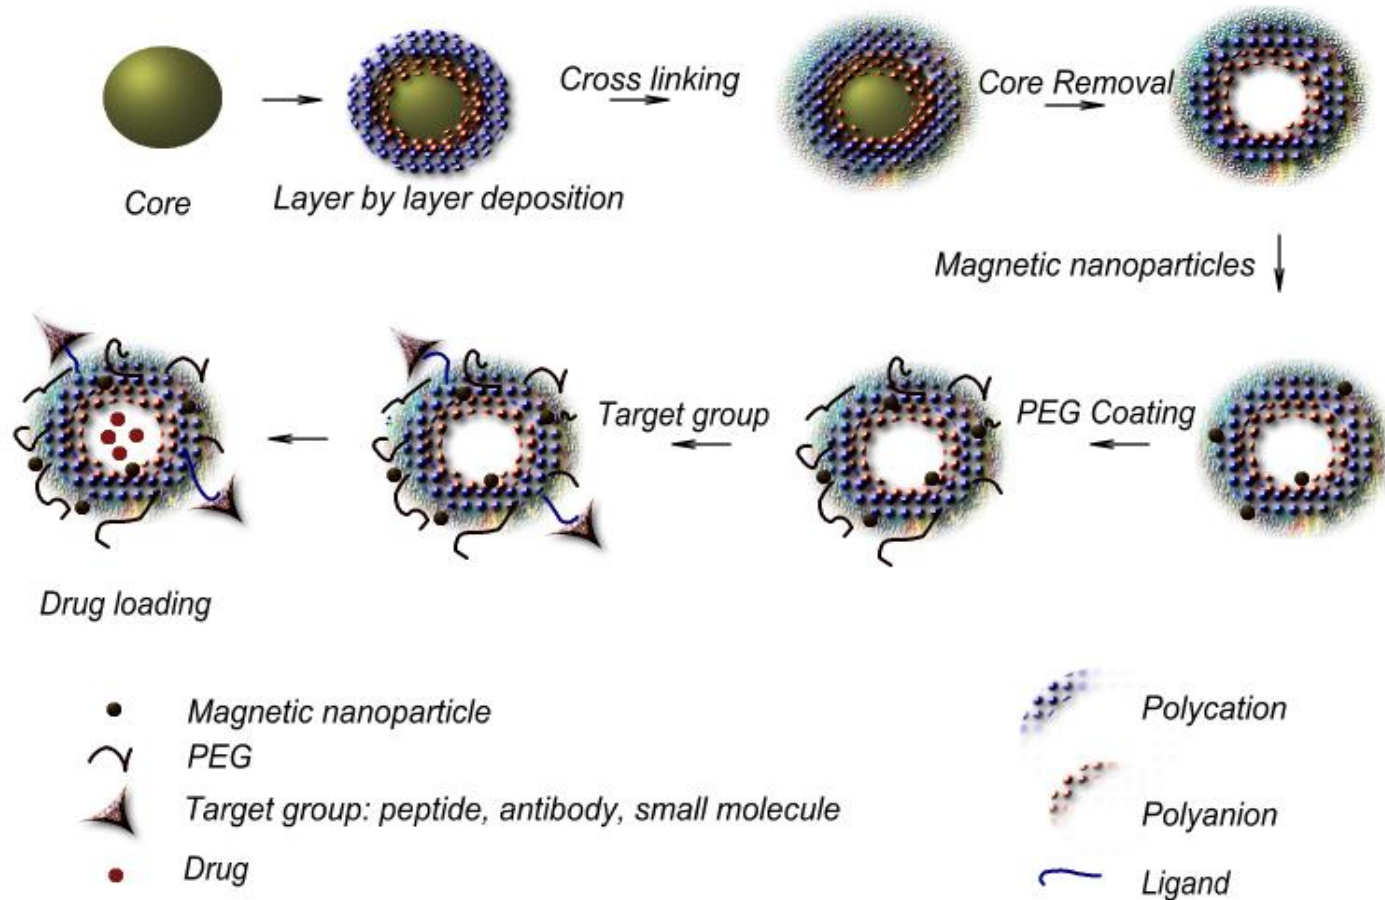 Core
Layer by layer deposition
Cross linking
Core Removal
Magnetic nanoparticles
PEG Coating
Target group
Drug loading
Magnetic nanoparticle
PEG
Target group: peptide, antibody, small molecule
Drug
Polycation
Polyanion
Ligand